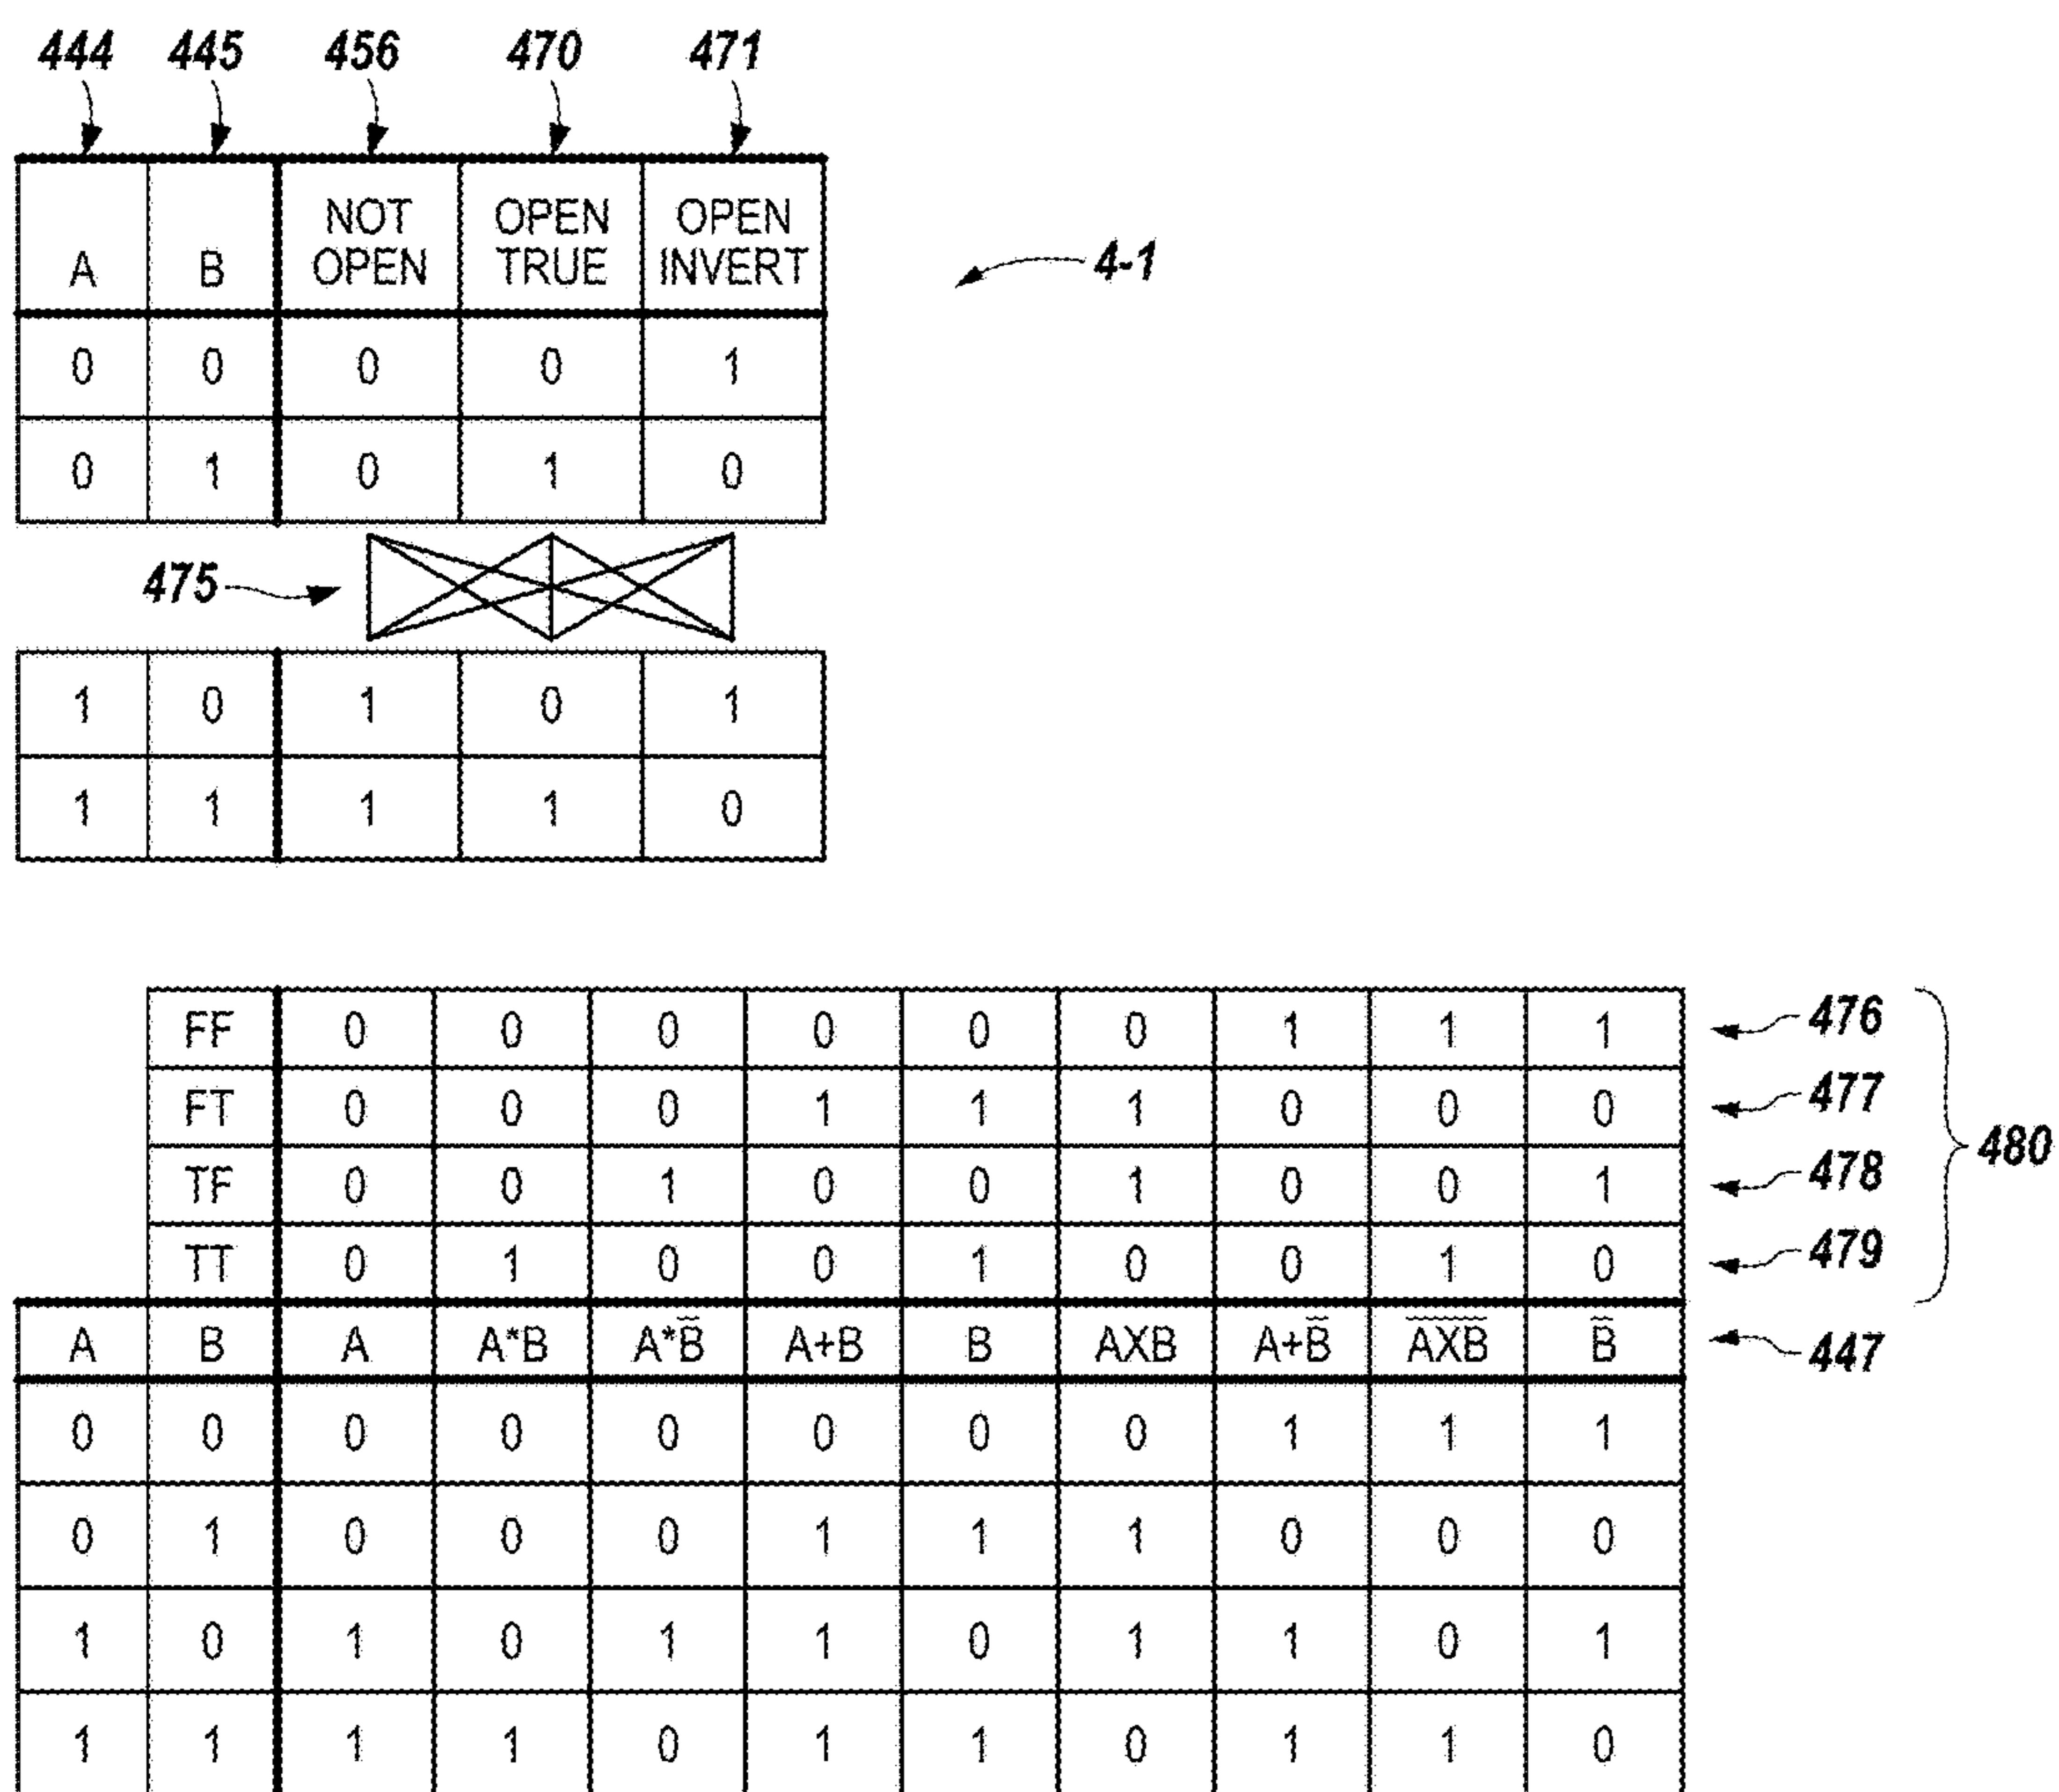 444 445 456 470 471
A B NOT OPEN OPEN TRUE OPEN INVERT
4-1
0 0 0 0 1
0 1 0 1 0
475
1 0 1 0 1
1 1 1 1 0
FF 0 0 0 0 0 0 1 1 1 476
FT 0 0 0 1 1 1 0 0 0 477
480
TF 0 0 1 0 0 1 0 0 1 478
TT 0 1 0 0 1 0 0 1 0 479
A B A A*B A*B̅ A+B B AXB A+B̅ A̅X̅B̅ B̅ 447
0 0 0 0 0 0 0 0 1 1 1
0 1 0 0 0 1 1 1 0 0 0
1 0 1 0 1 1 0 1 1 0 1
1 1 1 1 0 1 1 0 1 1 0